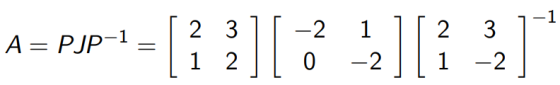 A = PJP⁻¹ = [ 2 3 ; 1 2 ] [ −2 1 ; 0 −2 ] [ 2 3 ; 1 −2 ]⁻¹